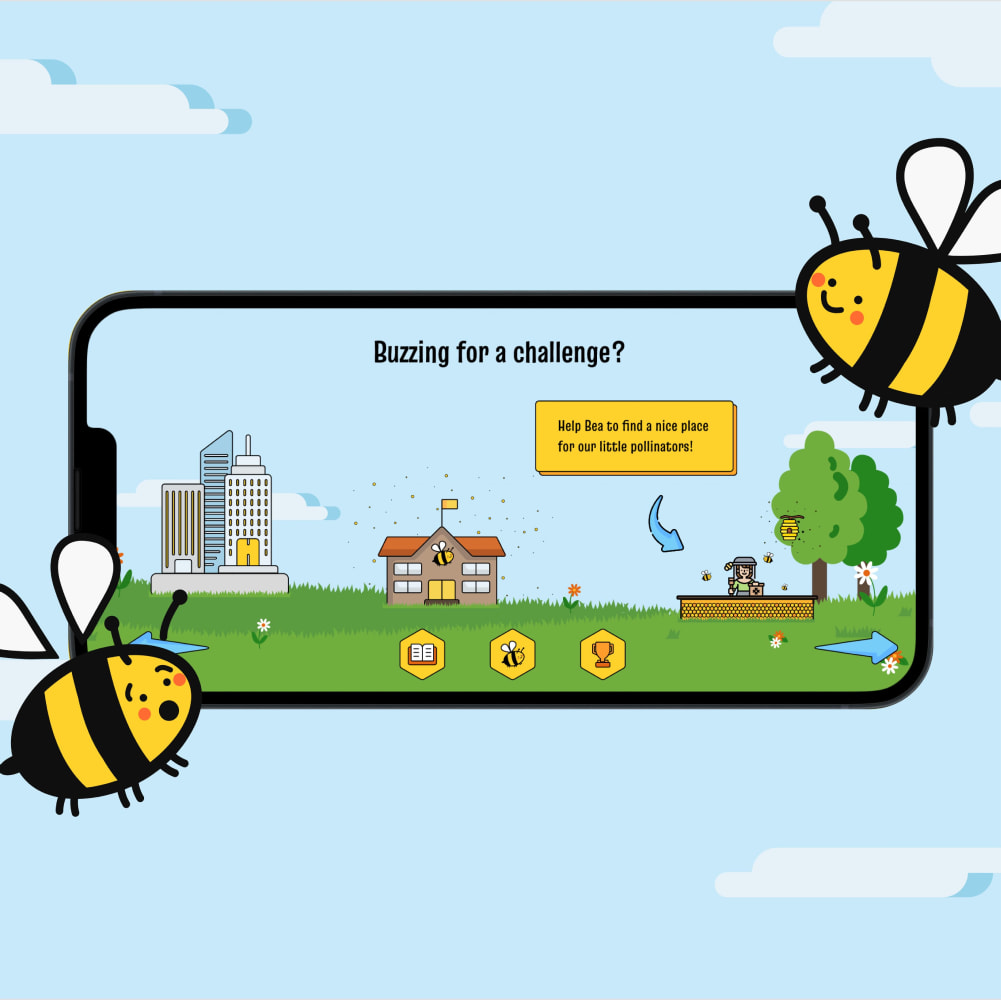 Buzzing for a challenge?
Help Bea to find a nice place
for our little pollinators!